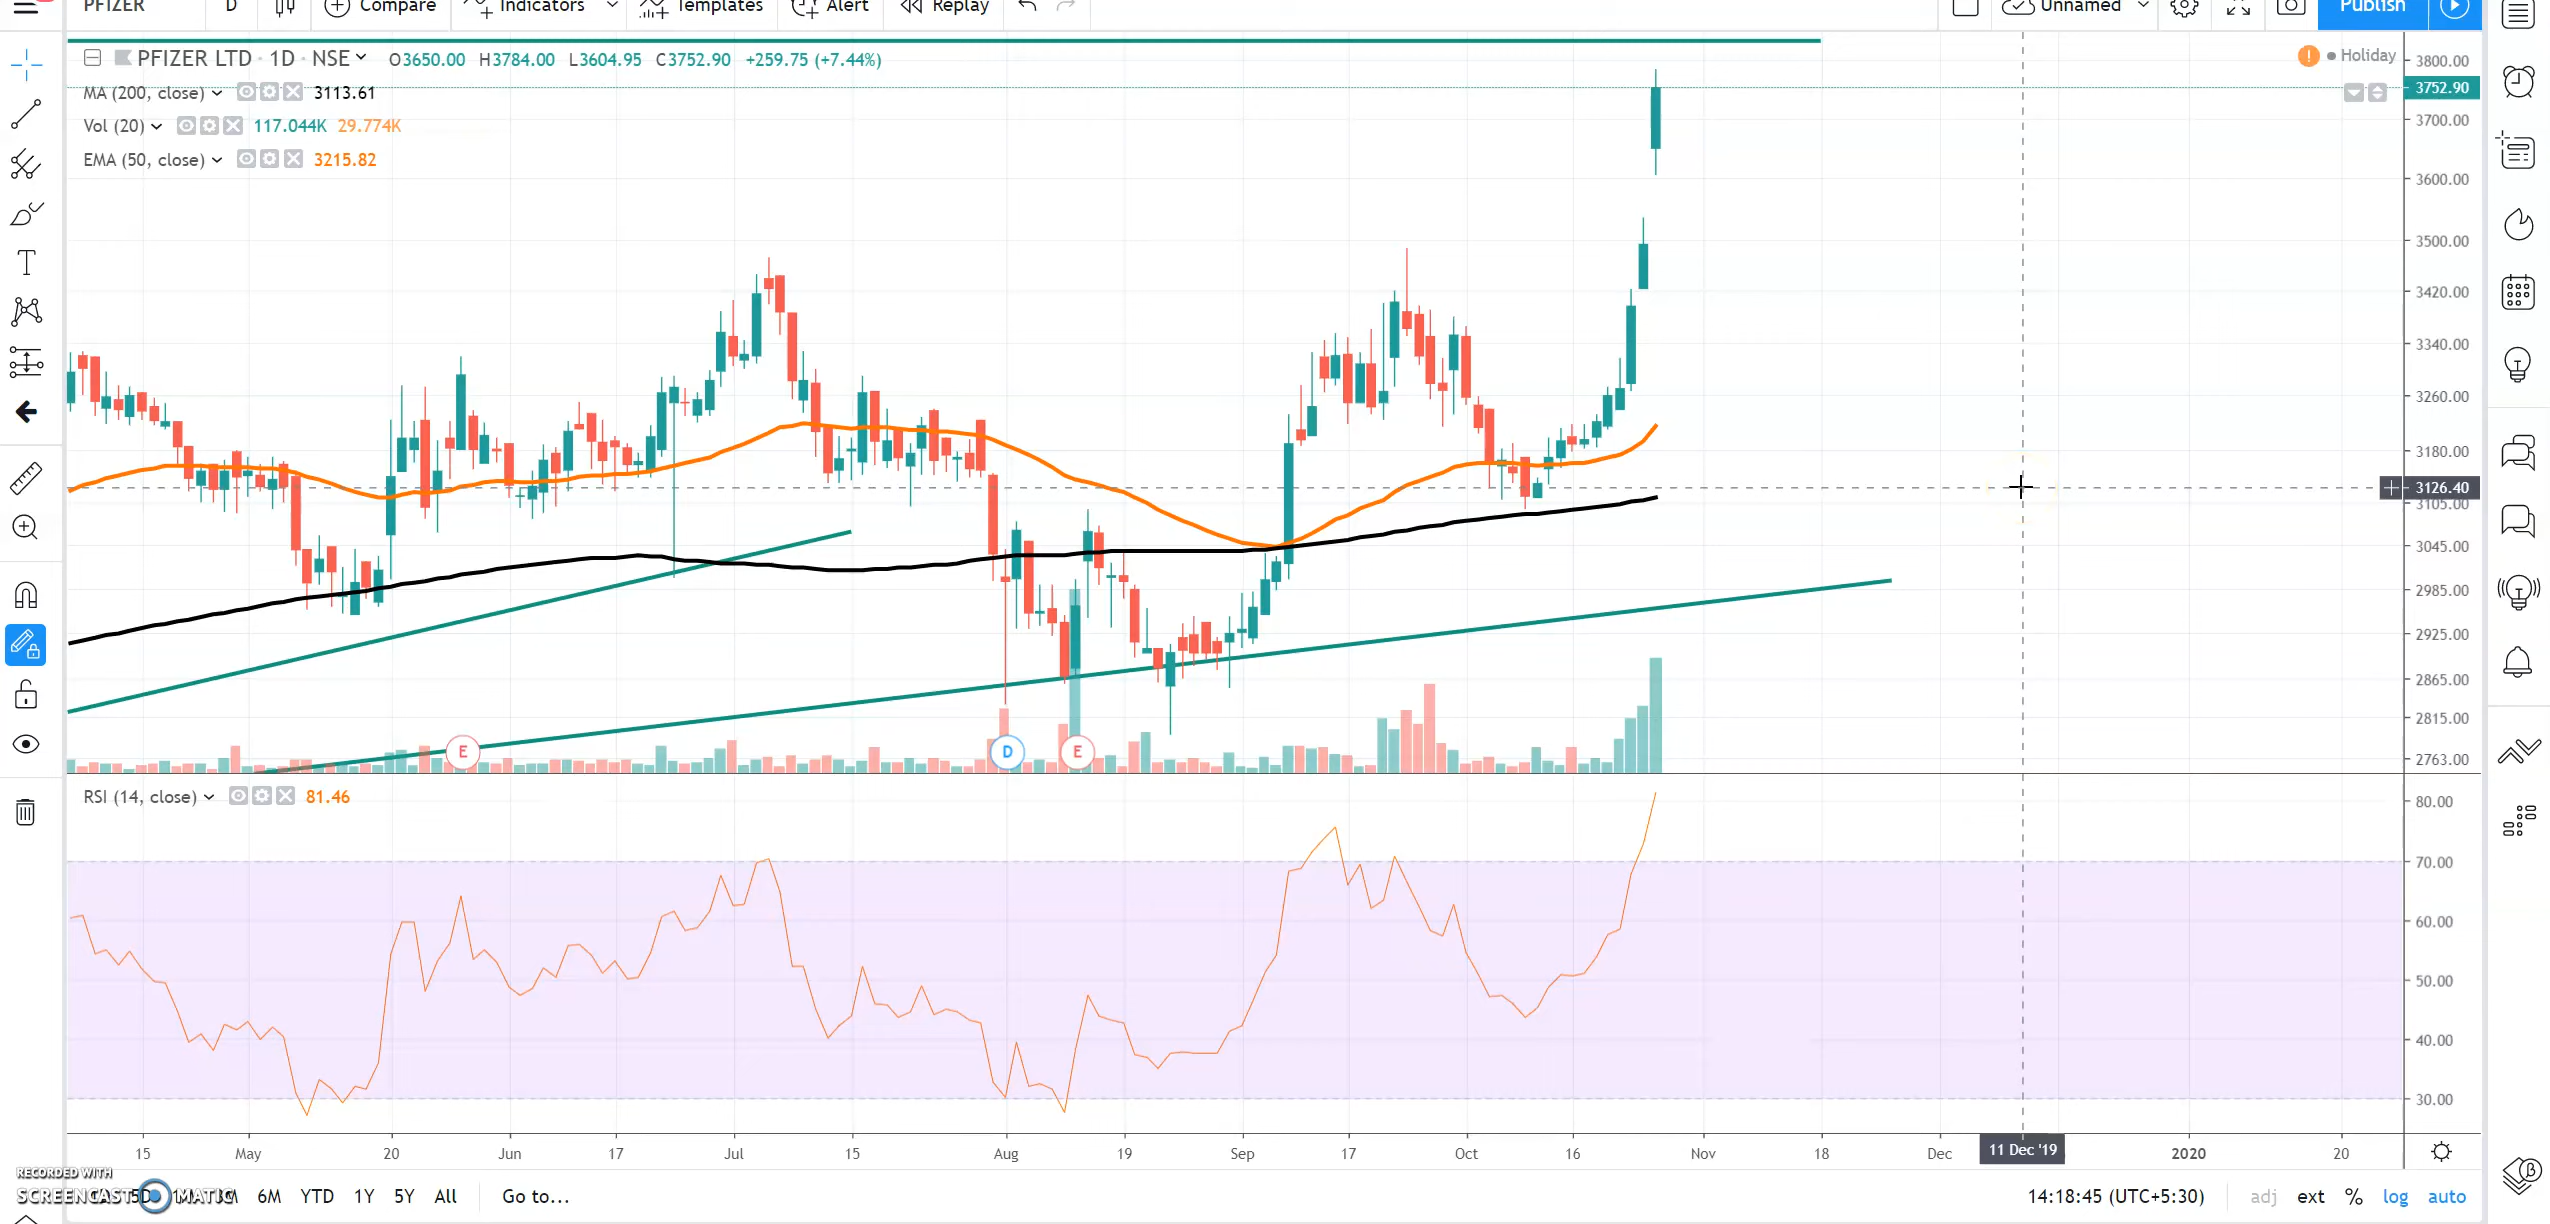 PFIZER D Compare Indicators Templates Alert Replay Unnamed Publish
PFIZER LTD · 1D · NSE O3650.00 H3784.00 L3604.95 C3752.90 +259.75 (+7.44%)
Holiday
MA (200, close) 3113.61
Vol (20) 117.044K 29.774K
EMA (50, close) 3215.82
3800.00
3752.90
3700.00
3600.00
3500.00
3420.00
3340.00
3260.00
3180.00
3126.40
3105.00
3045.00
2985.00
2925.00
2865.00
2815.00
2763.00
E D E
RSI (14, close) 81.46
80.00
70.00
60.00
50.00
40.00
30.00
15 May 20 Jun 17 Jul 15 Aug 19 Sep 17 Oct 16 Nov 18 Dec 11 Dec '19 2020 20
RECORDED WITH
SCREENCAST MATIC
5D 6M YTD 1Y 5Y All Go to... 14:18:45 (UTC+5:30) adj ext % log auto